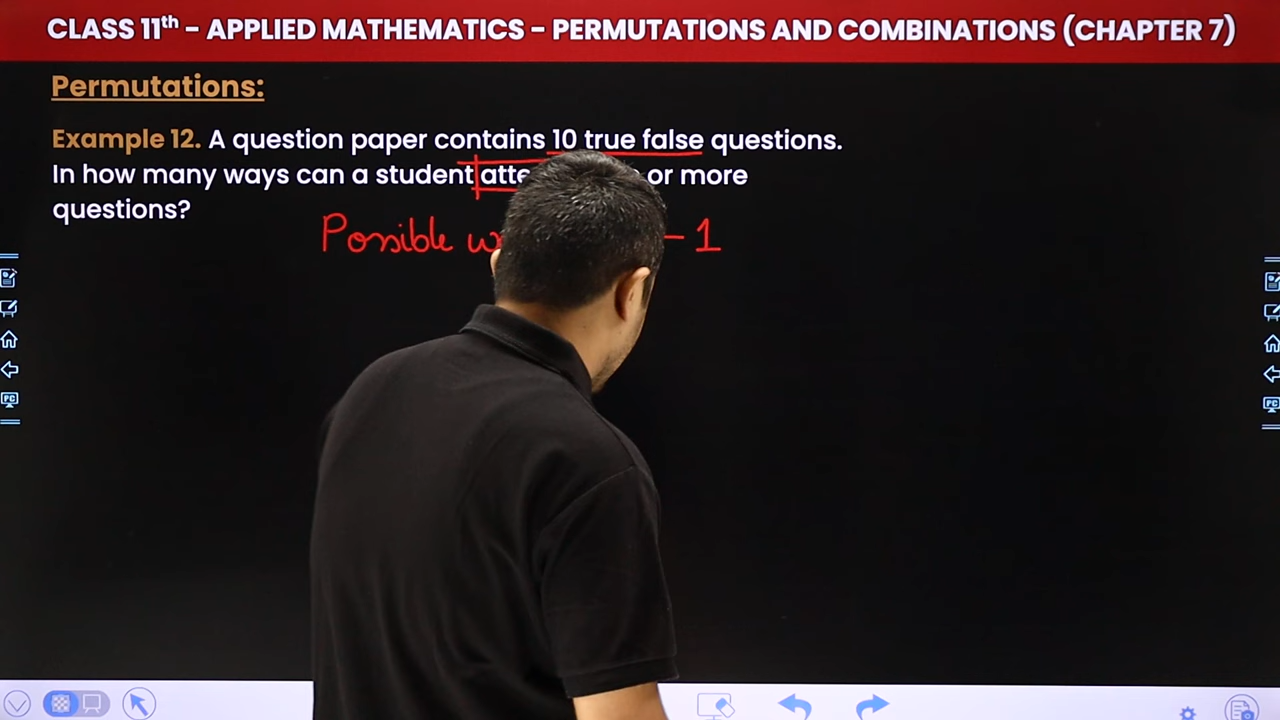 CLASS 11th – APPLIED MATHEMATICS – PERMUTATIONS AND COMBINATIONS (CHAPTER 7)
Permutations:
Example 12. A question paper contains 10 true false questions.
In how many ways can a student or more
questions?
Possible - 1